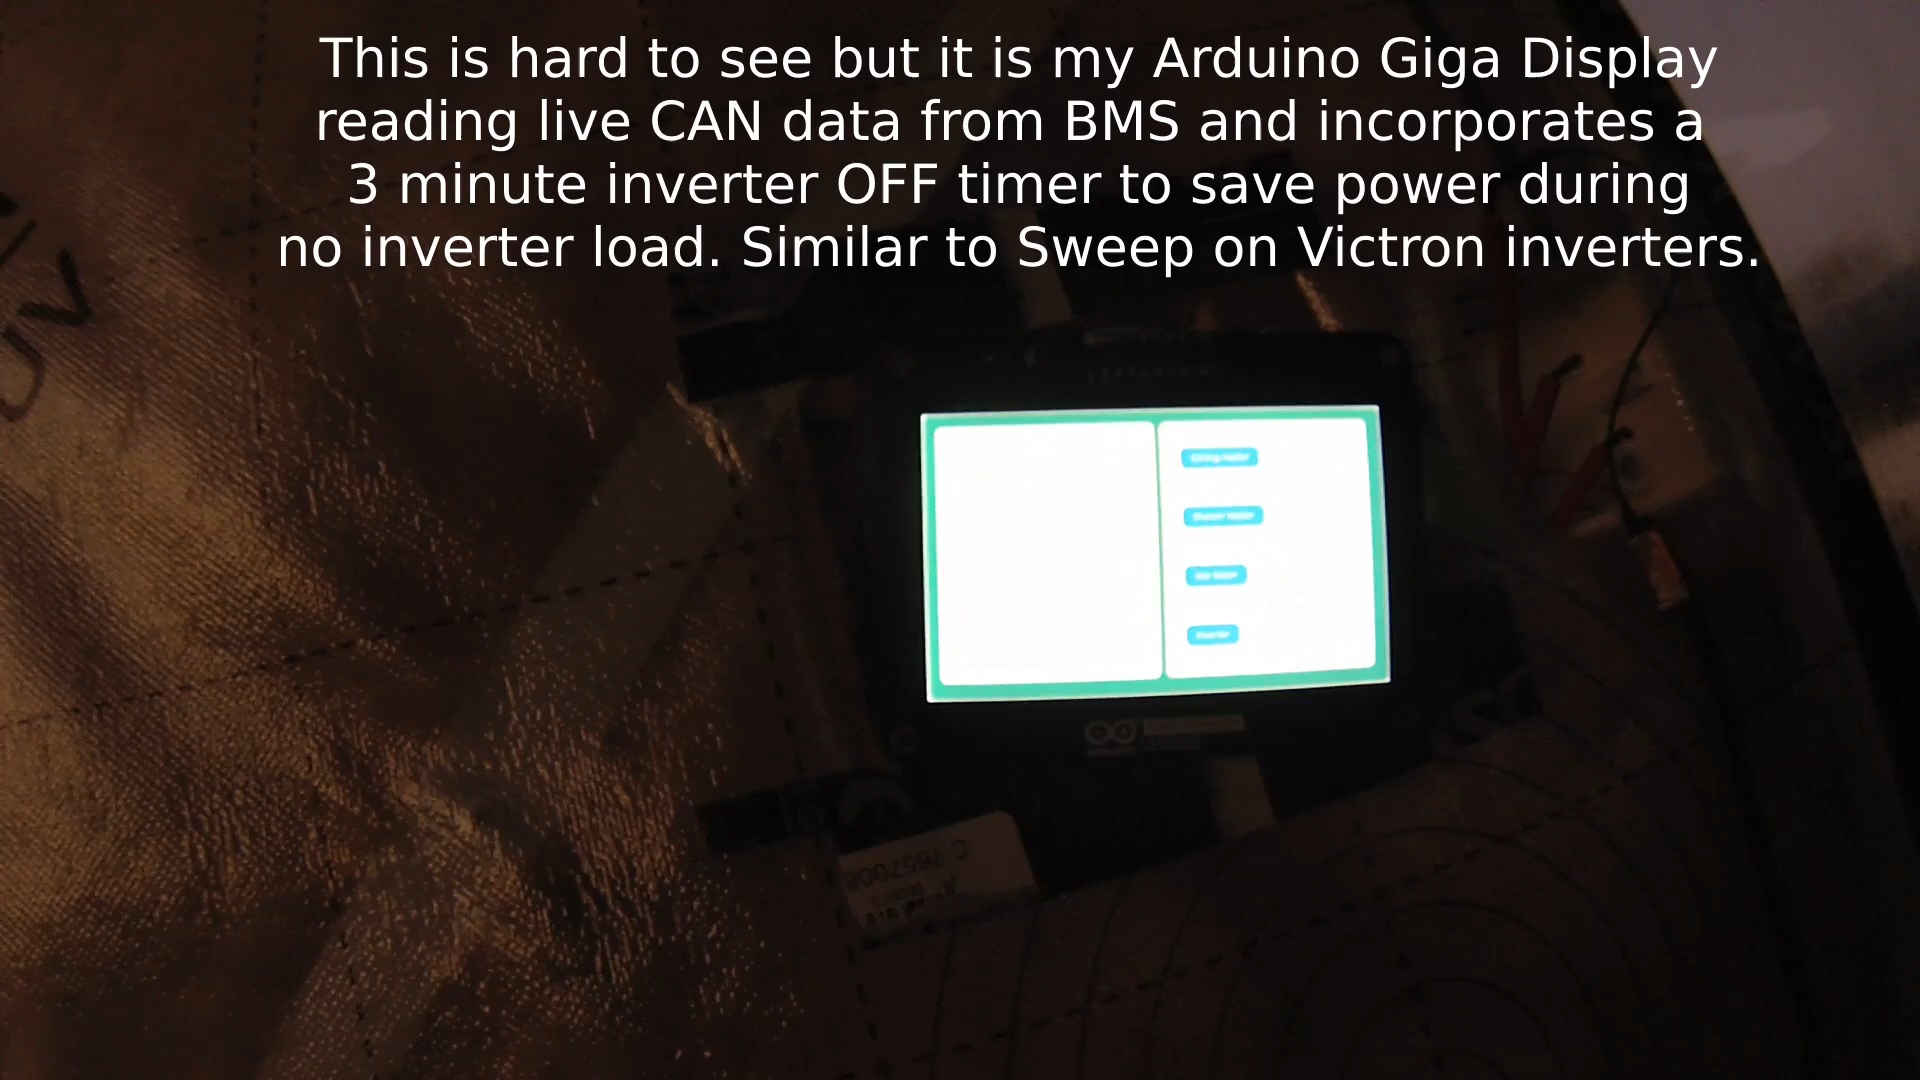 This is hard to see but it is my Arduino Giga Display
reading live CAN data from BMS and incorporates a
3 minute inverter OFF timer to save power during
no inverter load. Similar to Sweep on Victron inverters.
C 7657008